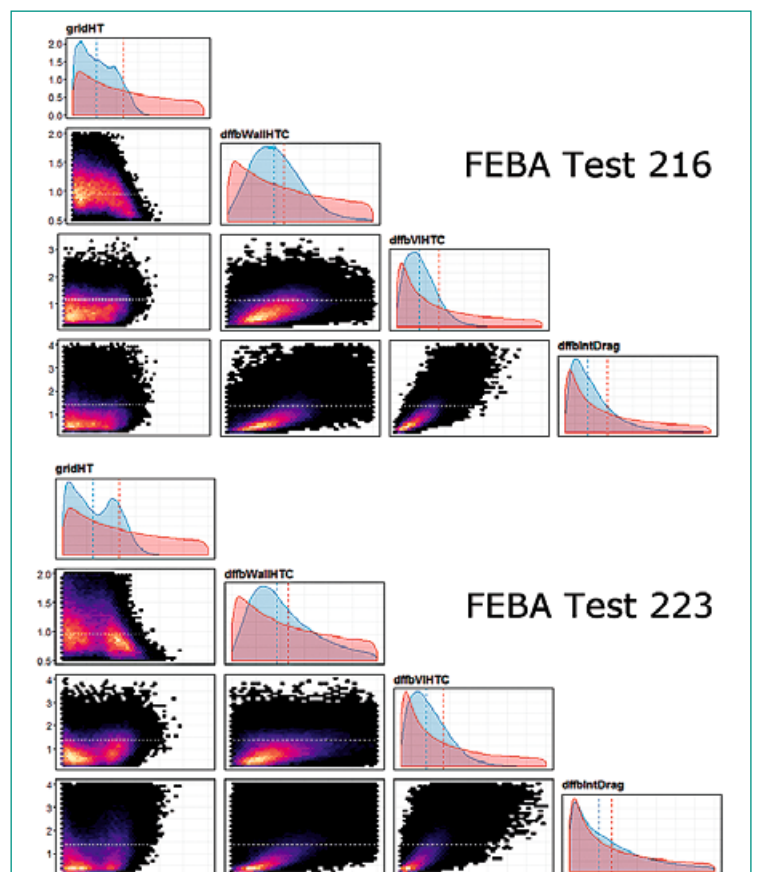 gridHT
2.0
1.5
1.0
0.5
0.0
dffbWallHTC
2.0
1.5
1.0
0.5
FEBA Test 216
dffbVIHTC
3
2
1
dffbIntDrag
4
3
2
1
gridHT
dffbWallHTC
2.0
1.5
1.0
0.5
FEBA Test 223
dffbVIHTC
4
3
2
1
dffbIntDrag
4
3
2
1